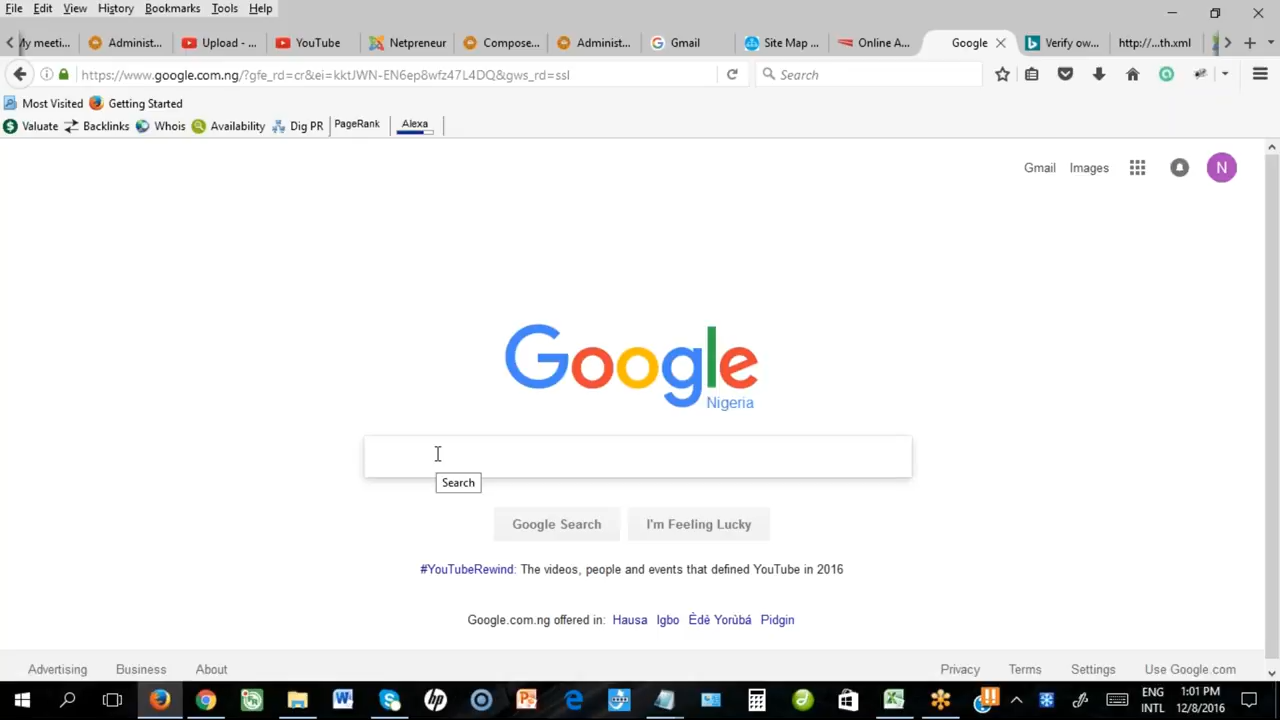 File Edit View History Bookmarks Tools Help
My meeti... Administ... Upload - ... YouTube Netpreneur Compose... Administ... Gmail Site Map ... Online A... Google Verify ow... http://...th.xml
https://www.google.com.ng/?gfe_rd=cr&ei=kktJWN-EN6ep8wfz47L4DQ&gws_rd=ssl Search
Most Visited Getting Started
Valuate Backlinks Whois Availability Dig PR PageRank Alexa
Gmail Images N
Google
Nigeria
Search
Google Search I'm Feeling Lucky
#YouTubeRewind: The videos, people and events that defined YouTube in 2016
Google.com.ng offered in: Hausa Igbo Èdè Yorùbá Pidgin
Advertising Business About Privacy Terms Settings Use Google.com
ENG 1:01 PM
INTL 12/8/2016